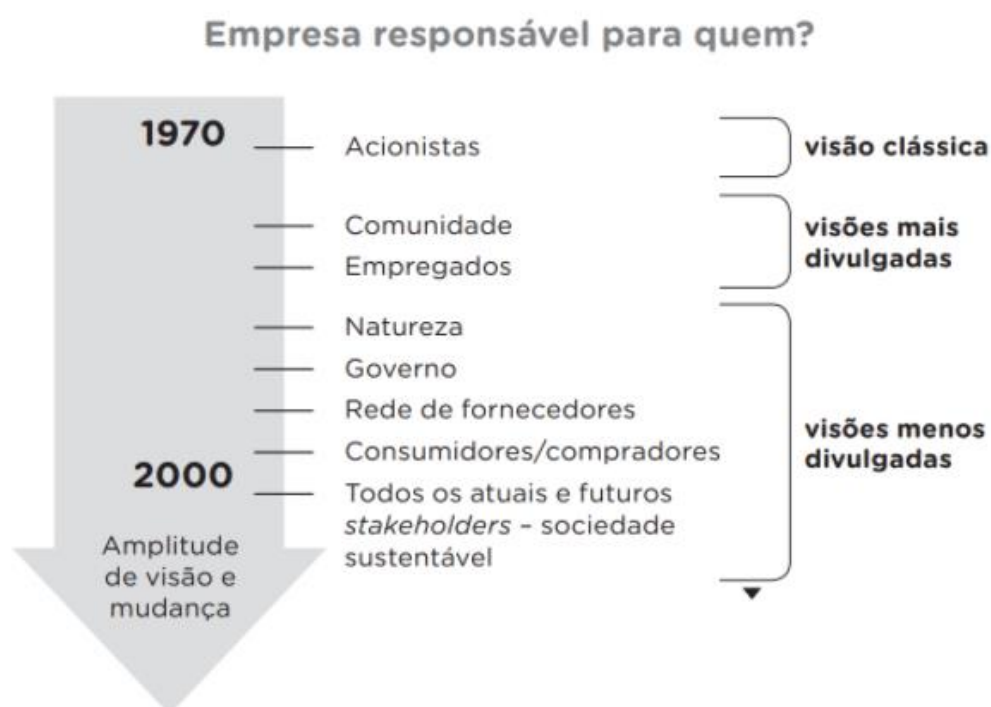 Empresa responsável para quem?
1970
Acionistas
visão clássica
Comunidade
Empregados
visões mais
divulgadas
Natureza
Governo
Rede de fornecedores
Consumidores/compradores
visões menos
divulgadas
2000
Todos os atuais e futuros
stakeholders – sociedade
sustentável
Amplitude
de visão e
mudança